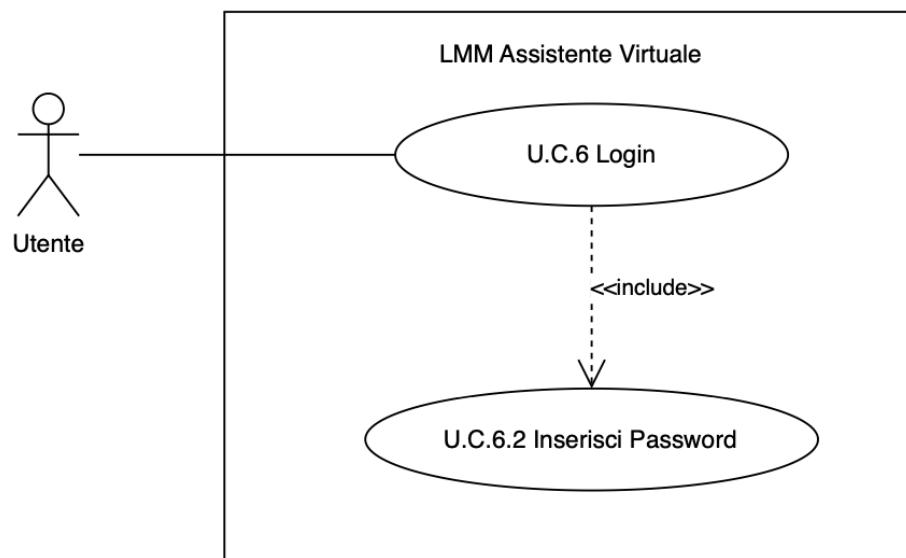 LMM Assistente Virtuale
U.C.6 Login
Utente
<<include>>
U.C.6.2 Inserisci Password